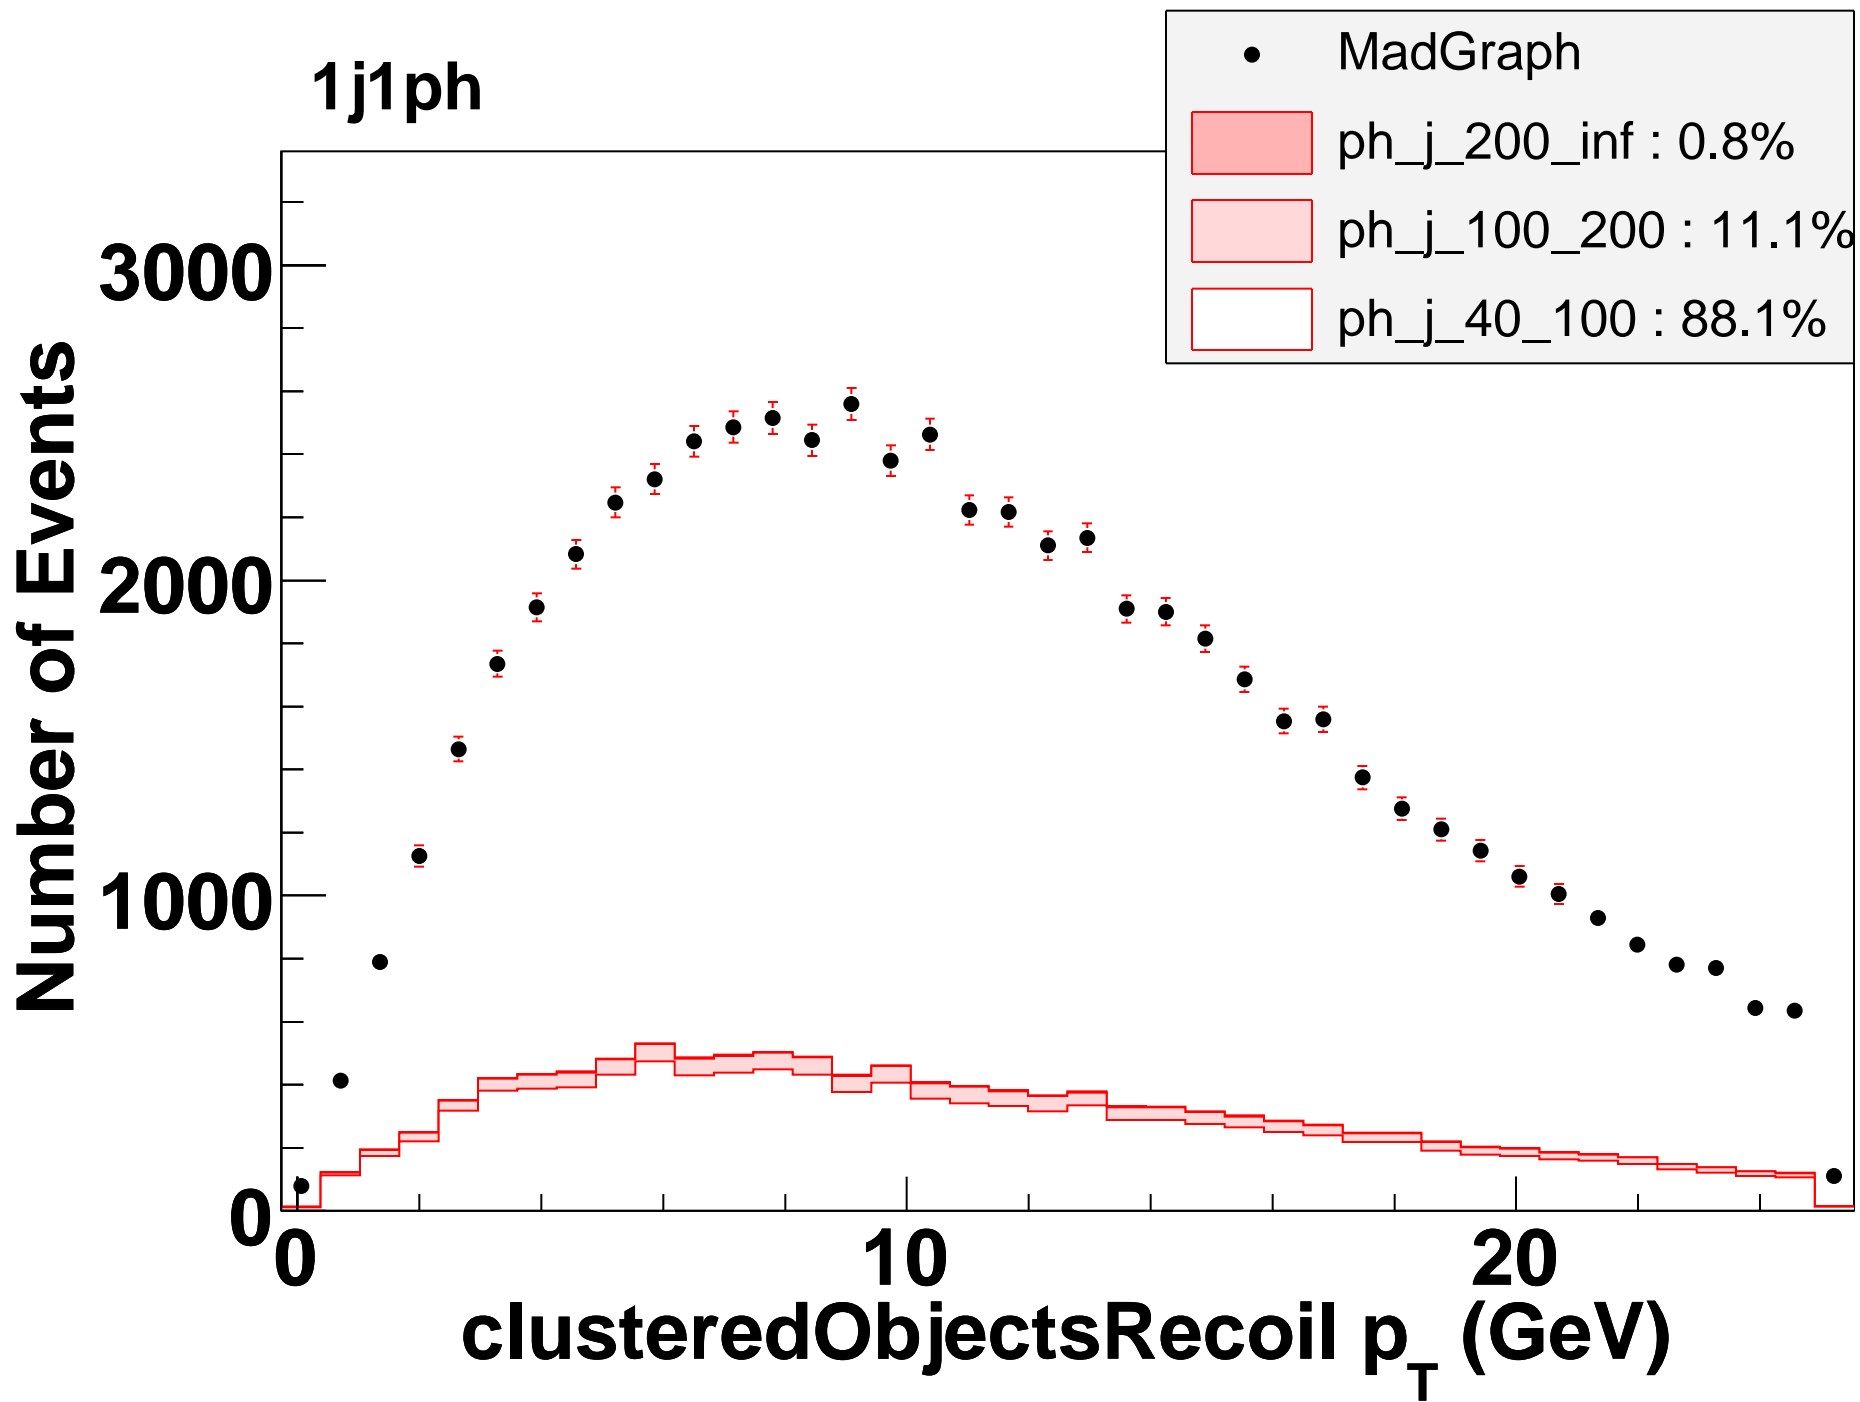 1j1ph
MadGraph
ph_j_200_inf : 0.8%
ph_j_100_200 : 11.1%
ph_j_40_100 : 88.1%
Number of Events
3000
2000
1000
0
0 10 20
clusteredObjectsRecoil p_T (GeV)